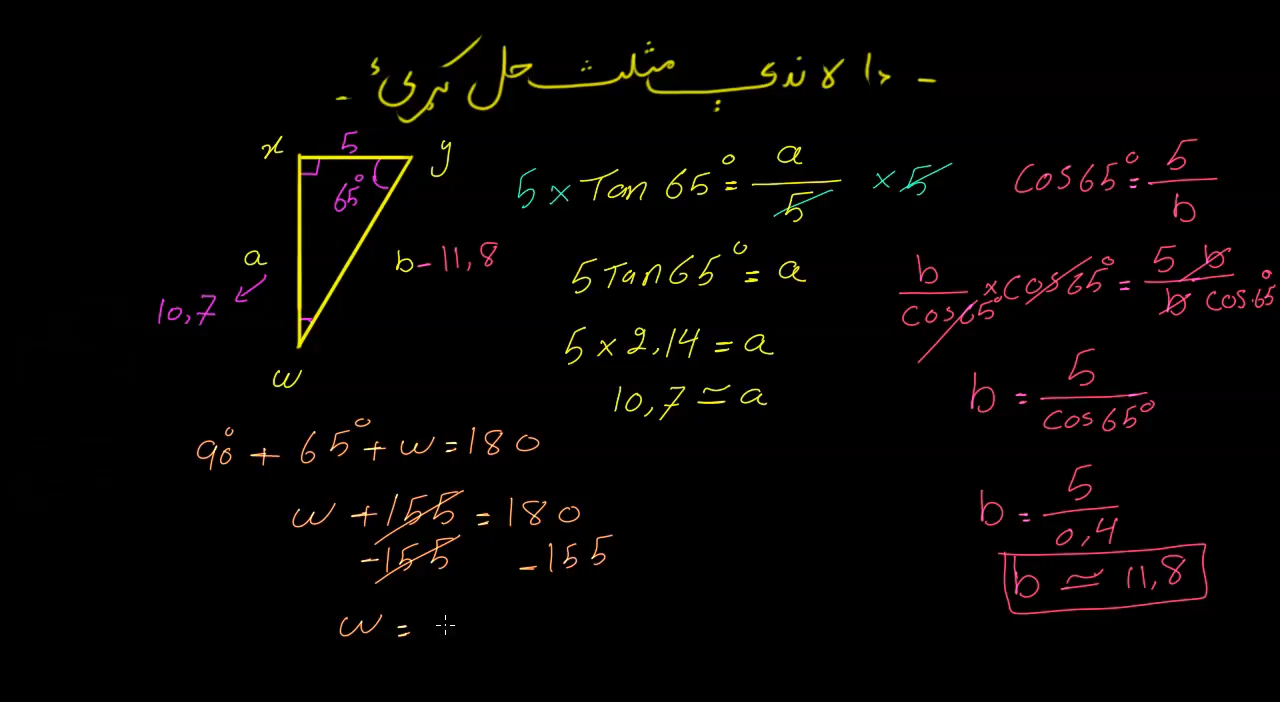 - دا لاندې مثلث حل کړئ -
x 5 y
65°
a
b - 11,8
10,7
w
5 × Tan 65° = a/5 × 5
5 Tan 65° = a
5 × 2,14 = a
10,7 ≃ a
Cos 65° = 5/b
b/cos 65° × cos 65° = 5 b/b cos 65°
b = 5/cos 65°
b = 5/0,4
b ≃ 11,8
90° + 65° + w = 180
w + 155 = 180
-155 -155
w =